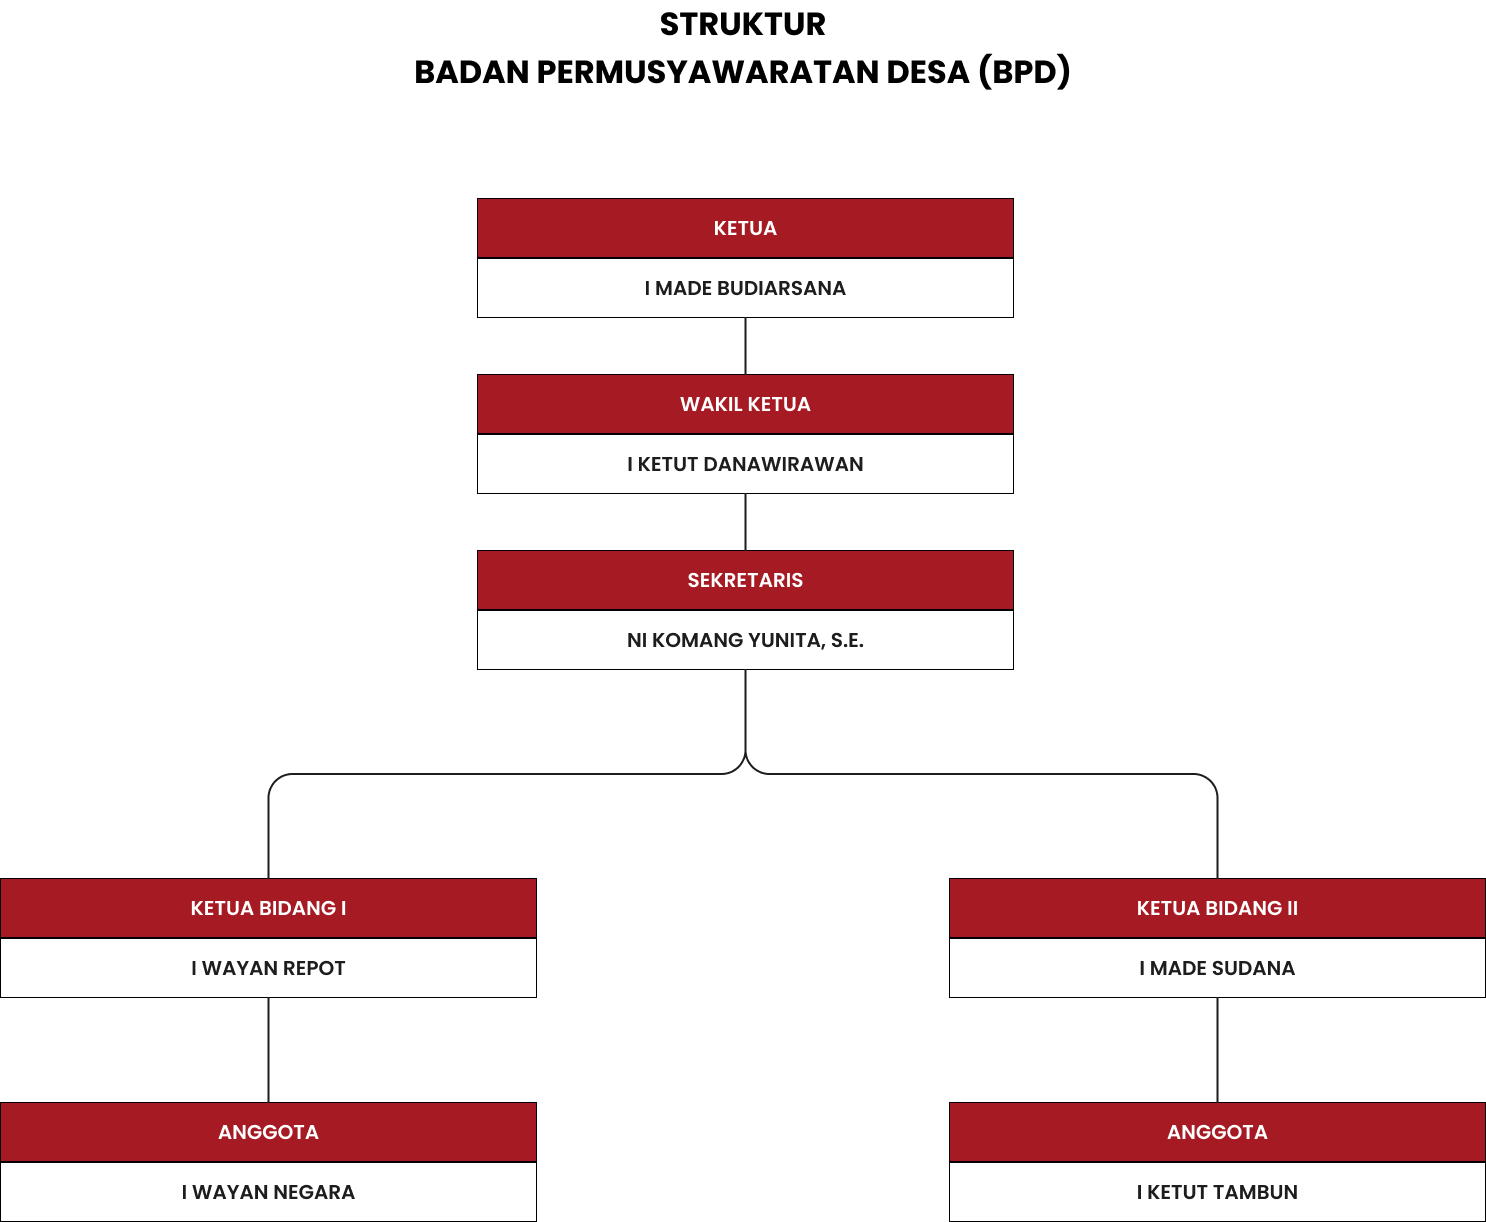 STRUKTUR
BADAN PERMUSYAWARATAN DESA (BPD)
KETUA
I MADE BUDIARSANA
WAKIL KETUA
I KETUT DANAWIRAWAN
SEKRETARIS
NI KOMANG YUNITA, S.E.
KETUA BIDANG I
I WAYAN REPOT
KETUA BIDANG II
I MADE SUDANA
ANGGOTA
I WAYAN NEGARA
ANGGOTA
I KETUT TAMBUN